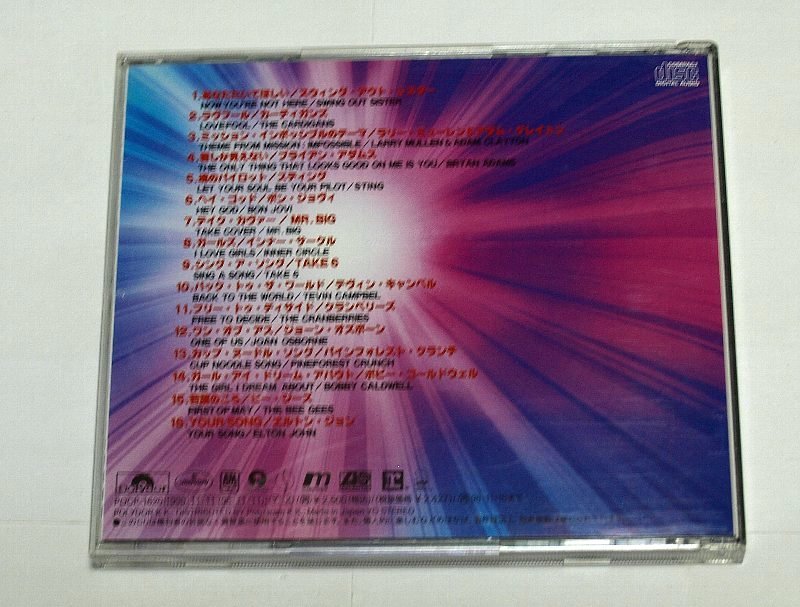 COMPACT
disc
DIGITAL AUDIO
1.あなたにいてほしい/スウィング・アウト・シスター
NOW YOU'RE NOT HERE/SWING OUT SISTER
2.ラヴフール/カーディガンズ
LOVEFOOL/THE CARDIGANS
3.ミッション・インポッシブルのテーマ/ラリー・ミューレン&アダム・クレイトン
THEME FROM MISSION: IMPOSSIBLE/LARRY MULLEN & ADAM CLAYTON
4.君しか見えない/ブライアン・アダムス
THE ONLY THING THAT LOOKS GOOD ON ME IS YOU/BRYAN ADAMS
5.魂のパイロット/スティング
LET YOUR SOUL BE YOUR PILOT/STING
6.ヘイ・ゴッド/ボン・ジョヴィ
HEY GOD/BON JOVI
7.テイク・カヴァー/MR. BIG
TAKE COVER/MR. BIG
8.ガールズ/インナー・サークル
I LOVE GIRLS/INNER CIRCLE
9.シング・ア・ソング/TAKE 6
SING A SONG/TAKE 6
10.バック・トゥ・ザ・ワールド/テヴィン・キャンベル
BACK TO THE WORLD/TEVIN CAMPBEL
11.フリー・トゥ・ディサイド/クランベリーズ
FREE TO DECIDE/THE CRANBERRIES
12.ワン・オブ・アス/ジョーン・オズボーン
ONE OF US/JOAN OSBORNE
13.カップ・ヌードル・ソング/パインフォレスト・クランチ
CUP NOODLE SONG/PINEFOREST CRUNCH
14.ガール・アイ・ドリーム・アバウト/ボビー・コールドウェル
THE GIRL I DREAM ABOUT/BOBBY CALDWELL
15.若葉のころ/ビー・ジーズ
FIRST OF MAY/THE BEE GEES
16.YOUR SONG/エルトン・ジョン
YOUR SONG/ELTON JOHN
Polydor
A&M
m
POLYDOR K.K. Made in Japan STEREO